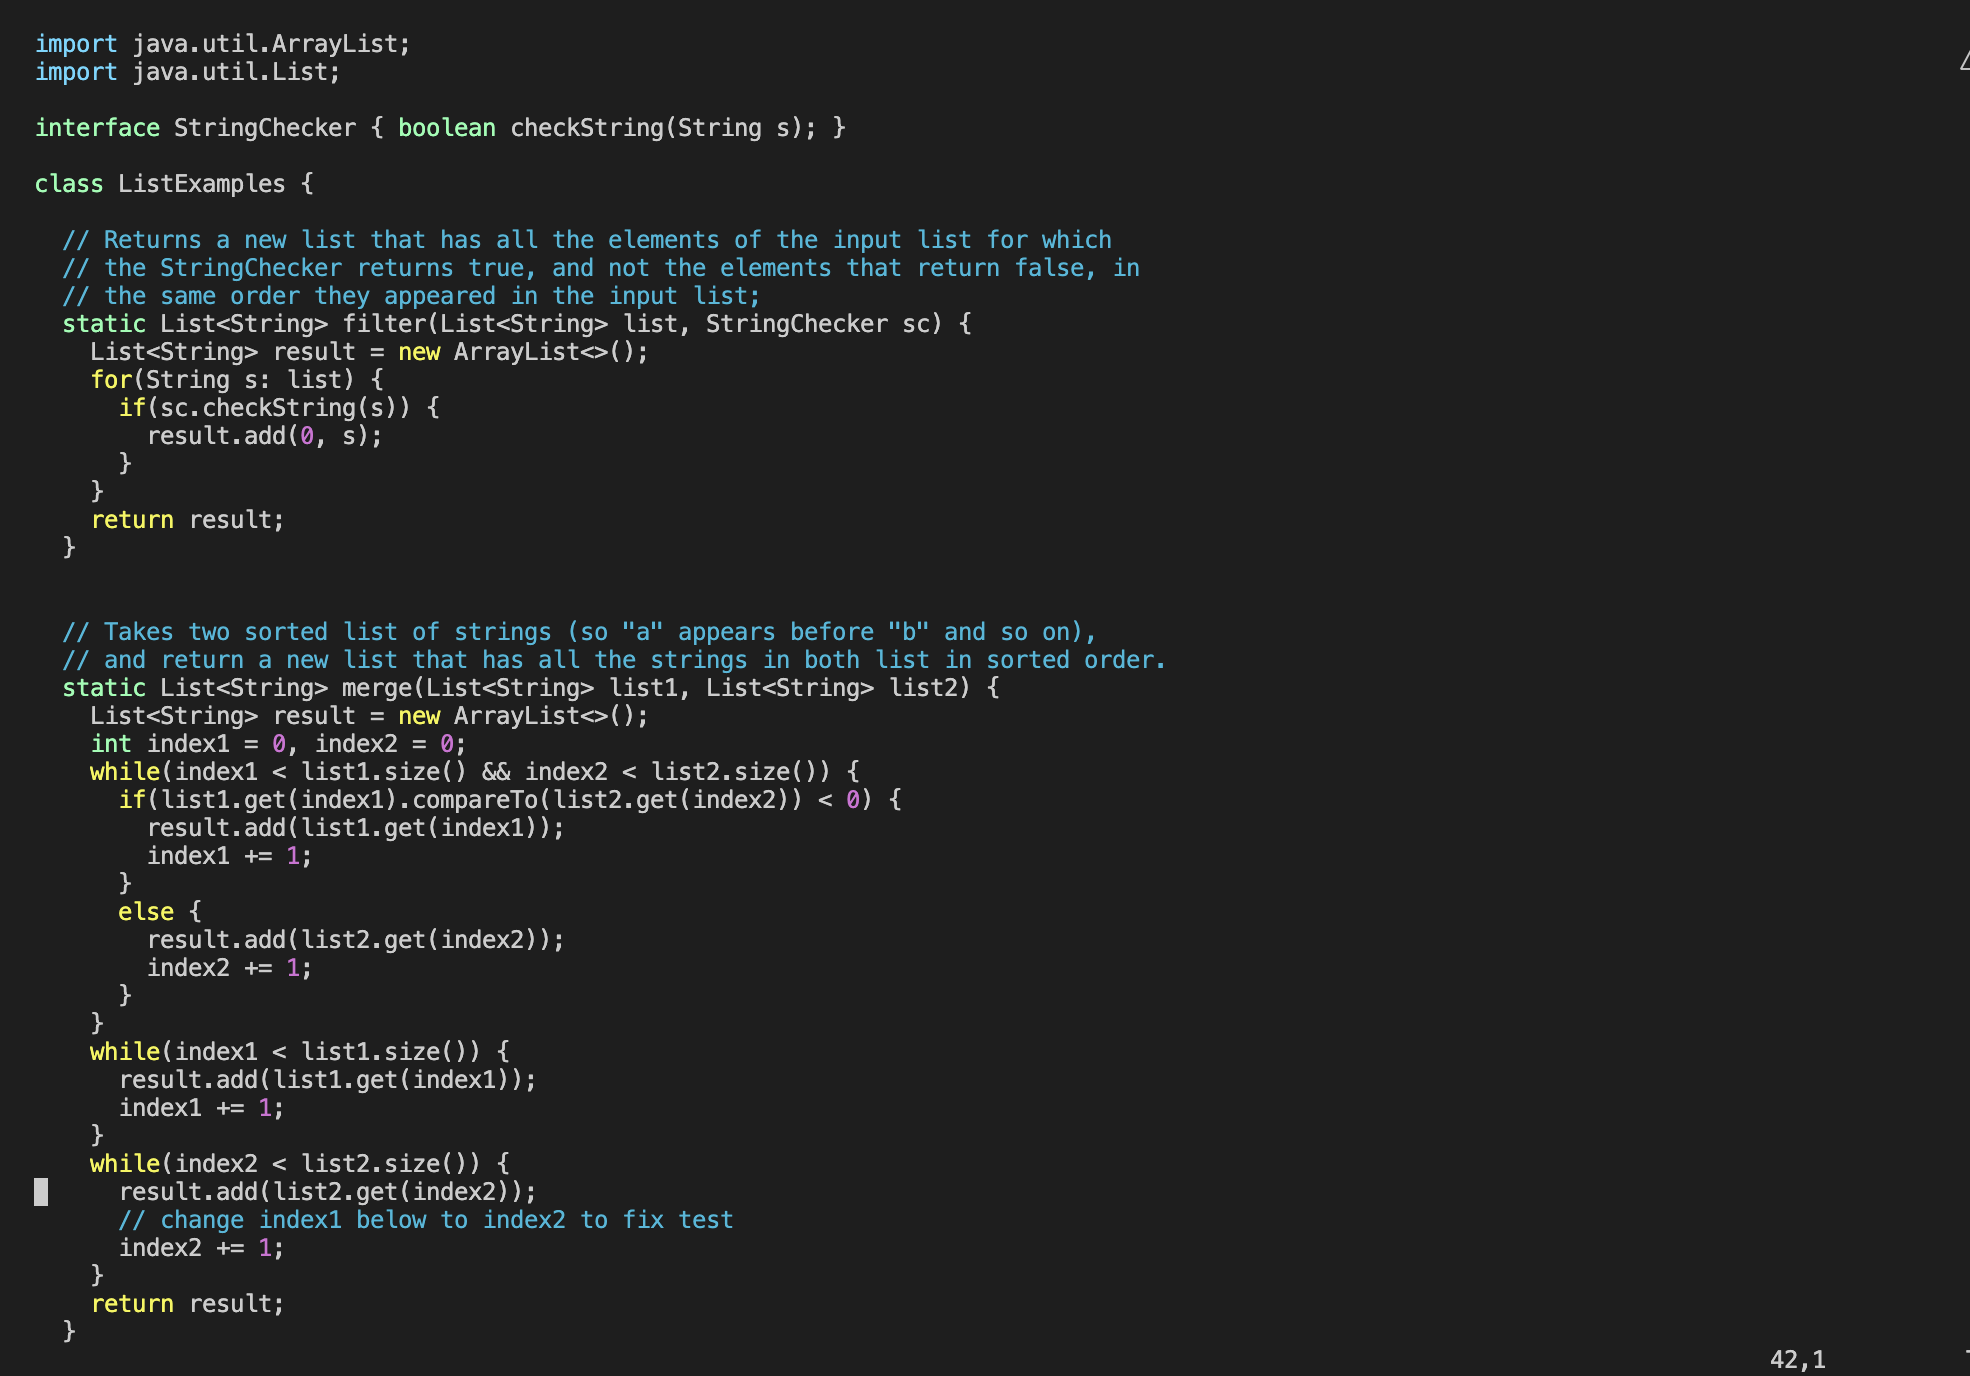 import java.util.ArrayList;
import java.util.List;

interface StringChecker { boolean checkString(String s); }

class ListExamples {

  // Returns a new list that has all the elements of the input list for which
  // the StringChecker returns true, and not the elements that return false, in
  // the same order they appeared in the input list;
  static List<String> filter(List<String> list, StringChecker sc) {
    List<String> result = new ArrayList<>();
    for(String s: list) {
      if(sc.checkString(s)) {
        result.add(0, s);
      }
    }
    return result;
  }


  // Takes two sorted list of strings (so "a" appears before "b" and so on),
  // and return a new list that has all the strings in both list in sorted order.
  static List<String> merge(List<String> list1, List<String> list2) {
    List<String> result = new ArrayList<>();
    int index1 = 0, index2 = 0;
    while(index1 < list1.size() && index2 < list2.size()) {
      if(list1.get(index1).compareTo(list2.get(index2)) < 0) {
        result.add(list1.get(index1));
        index1 += 1;
      }
      else {
        result.add(list2.get(index2));
        index2 += 1;
      }
    }
    while(index1 < list1.size()) {
      result.add(list1.get(index1));
      index1 += 1;
    }
    while(index2 < list2.size()) {
      result.add(list2.get(index2));
      // change index1 below to index2 to fix test
      index2 += 1;
    }
    return result;
  }
42,1